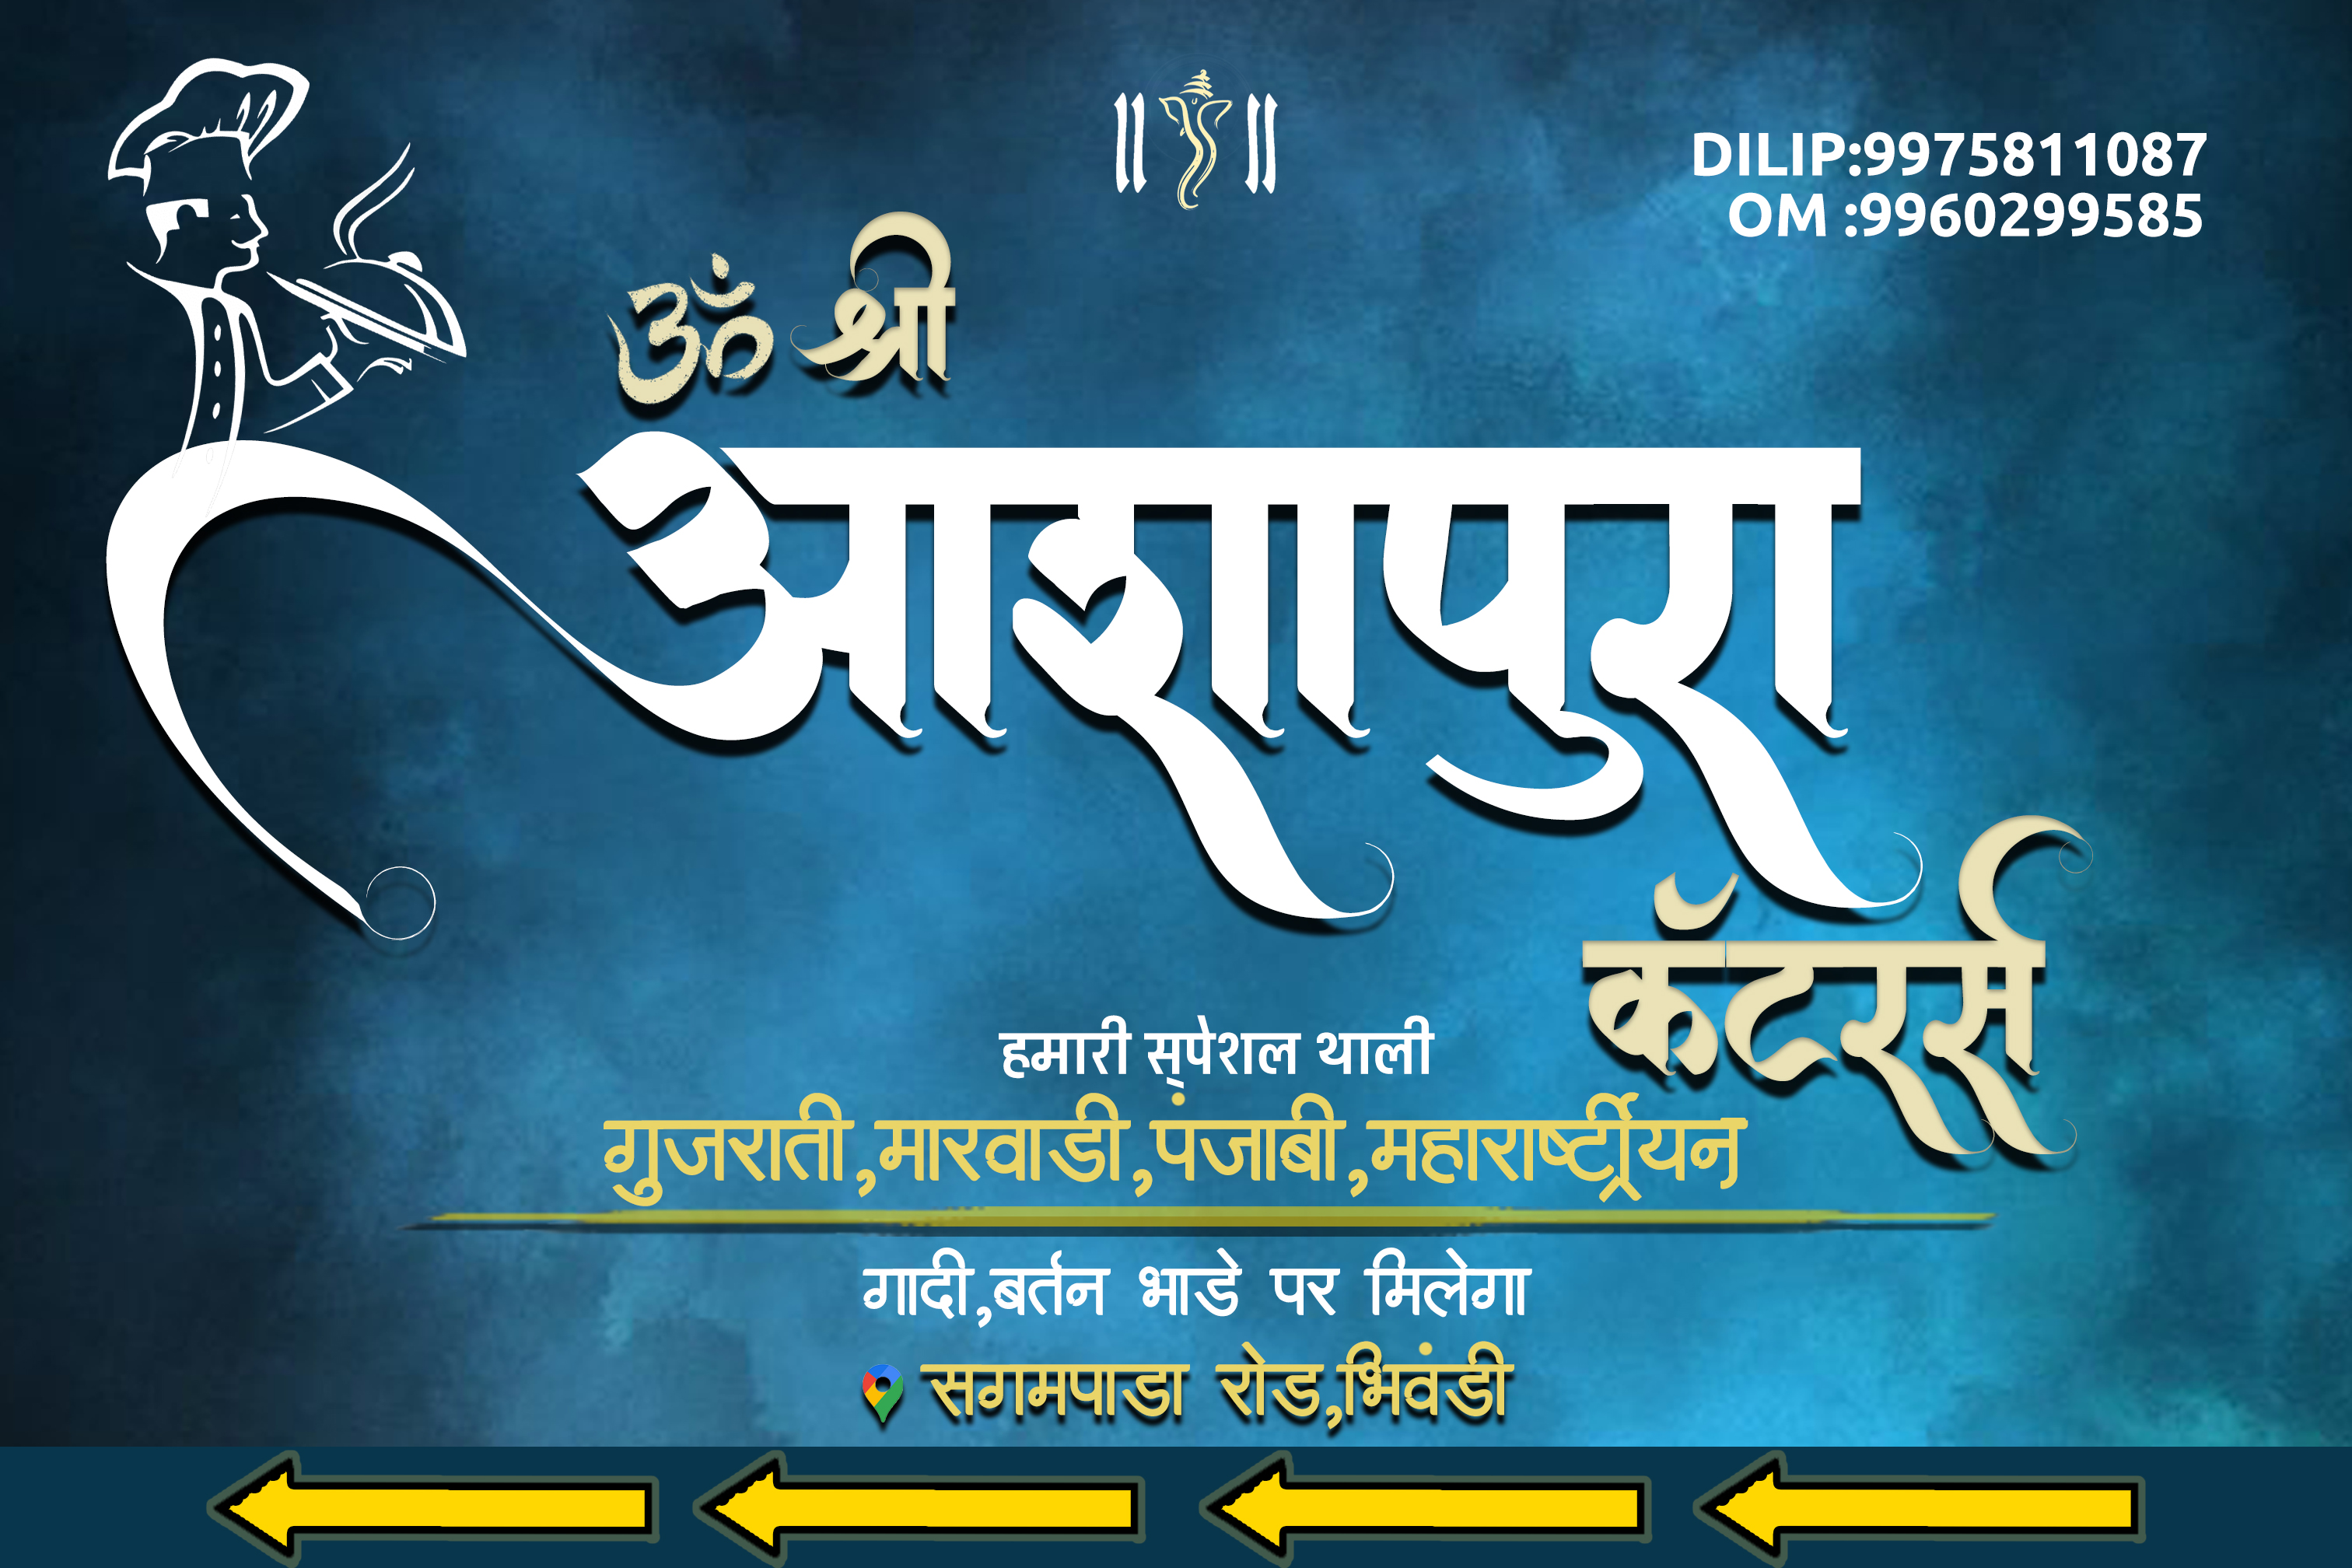 DILIP:9975811087
OM :9960299585
ॐ श्री
आशापुरा
कॅटरर्स
हमारी स्पेशल थाली
गुजराती,मारवाडी,पंजाबी,महारार्ष्ट्रीयन्
गादी,बर्तन भाडे पर मिलेगा
सगमपाडा रोड,भिवंडी